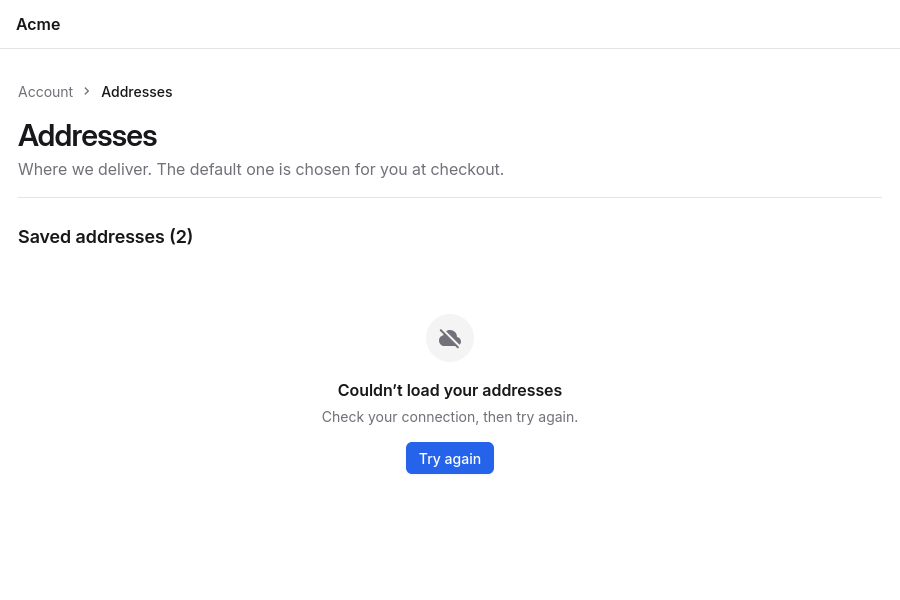 Acme
Account > Addresses
Addresses
Where we deliver. The default one is chosen for you at checkout.
Saved addresses (2)
Couldn’t load your addresses
Check your connection, then try again.
Try again